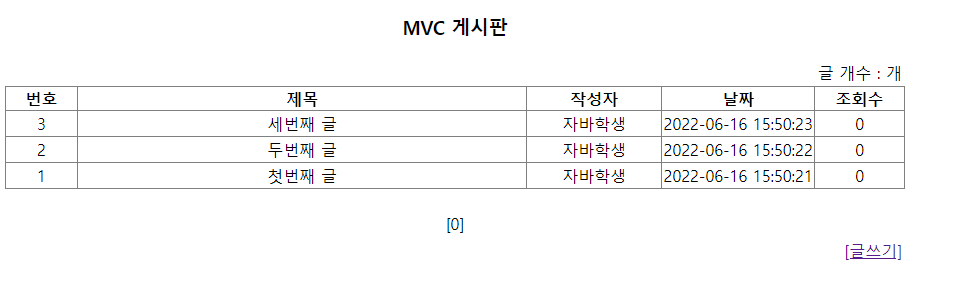 MVC 게시판
글 개수 : 개
번호 제목 작성자 날짜 조회수
3 세번째 글 자바학생 2022-06-16 15:50:23 0
2 두번째 글 자바학생 2022-06-16 15:50:22 0
1 첫번째 글 자바학생 2022-06-16 15:50:21 0
[0]
[글쓰기]